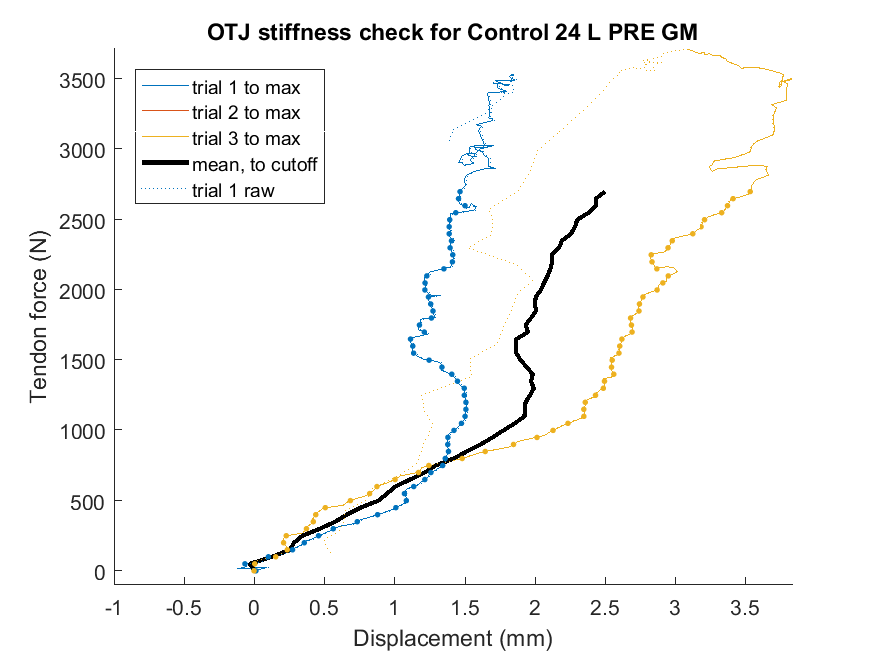 OTJ stiffness check for Control 24 L PRE GM
trial 1 to max
trial 2 to max
trial 3 to max
mean, to cutoff
trial 1 raw
3500
3000
2500
2000
1500
1000
500
0
Tendon force (N)
-1 -0.5 0 0.5 1 1.5 2 2.5 3 3.5
Displacement (mm)